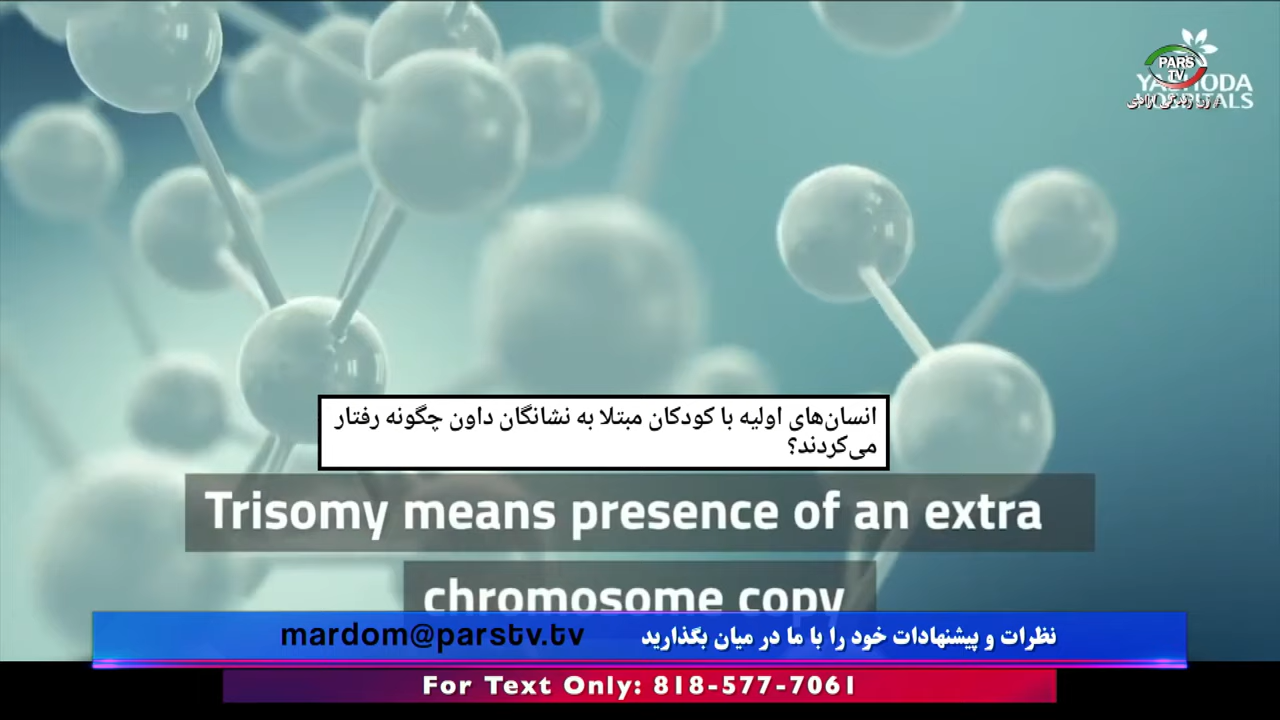 PARS
TV
YASHODA
HOSPITALS
انسان‌های اولیه با کودکان مبتلا به نشانگان داون چگونه رفتار
می‌کردند؟
Trisomy means presence of an extra
chromosome copy
نظرات و پیشنهادات خود را با ما در میان بگذارید mardom@parstv.tv
For Text Only: 818-577-7061